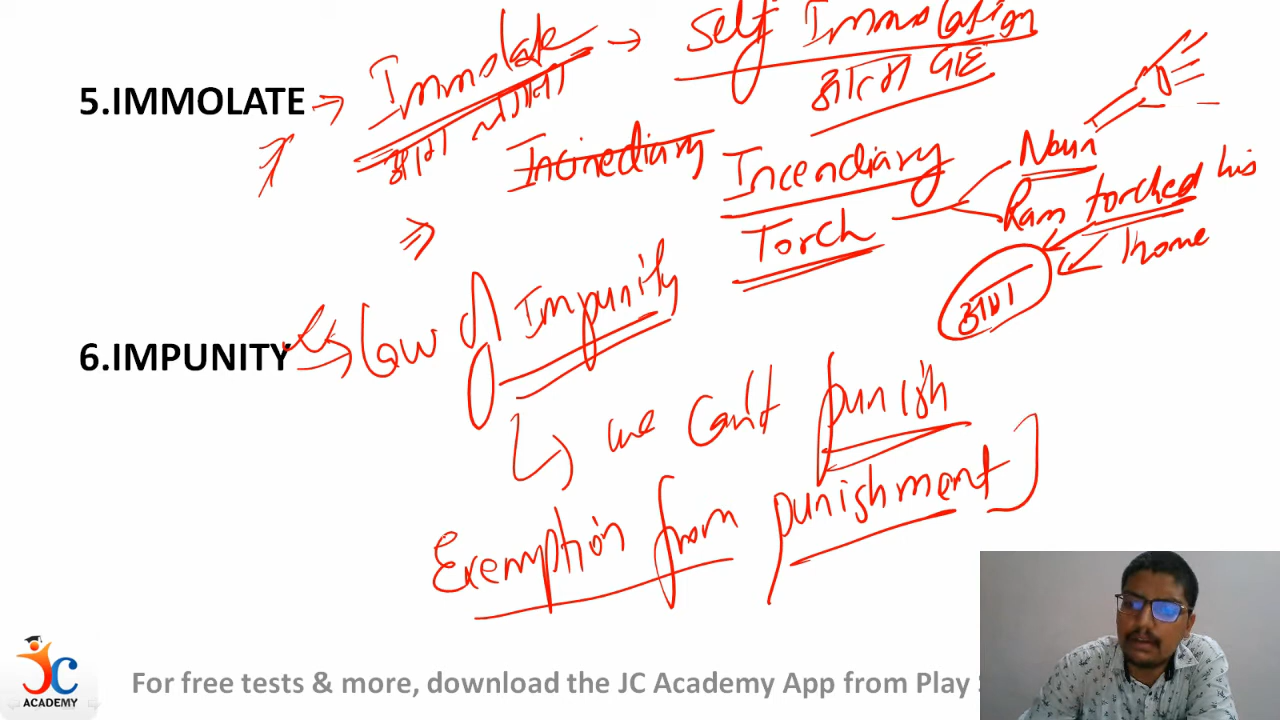 5.IMMOLATE
Immolate → Self Immolation
आग लगाना
आत्म दाह
Incinediary
Incendiary
Torch
Noun
Ram torched his
home
आग
6.IMPUNITY
Law of Impunity
we can't punish
Exemption from punishment]
JC
ACADEMY
For free tests & more, download the JC Academy App from Play